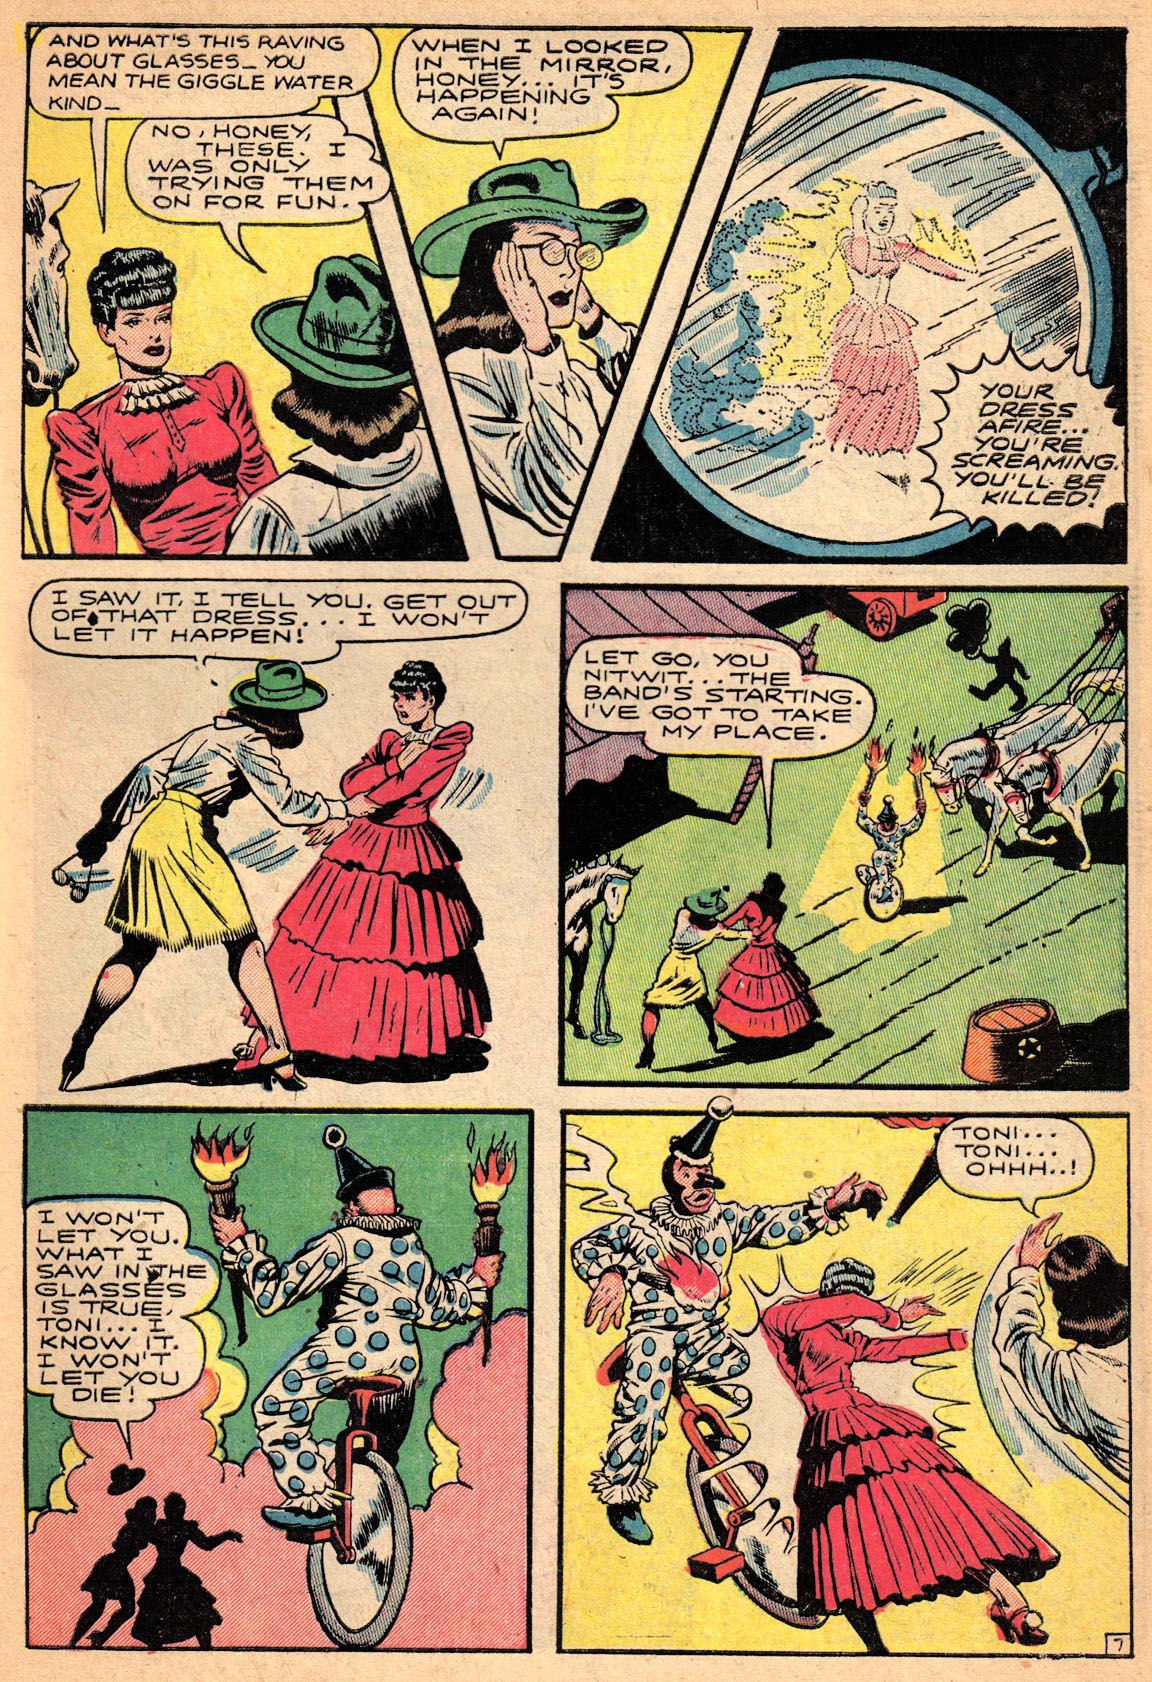 AND WHAT'S THIS RAVING
ABOUT GLASSES_ YOU
MEAN THE GIGGLE WATER
KIND_
NO, HONEY,
THESE. I
WAS ONLY
TRYING THEM
ON FOR FUN.
WHEN I LOOKED
IN THE MIRROR,
HONEY... IT'S
HAPPENING
AGAIN!
YOUR
DRESS
AFIRE...
YOU'RE
SCREAMING.
YOU'LL BE
KILLED!
I SAW IT, I TELL YOU. GET OUT
OF THAT DRESS... I WON'T
LET IT HAPPEN!
LET GO, YOU
NITWIT... THE
BAND'S STARTING.
I'VE GOT TO TAKE
MY PLACE.
I WON'T
LET YOU.
WHAT I
SAW IN THE
GLASSES
IS TRUE,
TONI... I
KNOW IT.
I WON'T
LET YOU
DIE!
TONI...
TONI...
OHHH..!
7